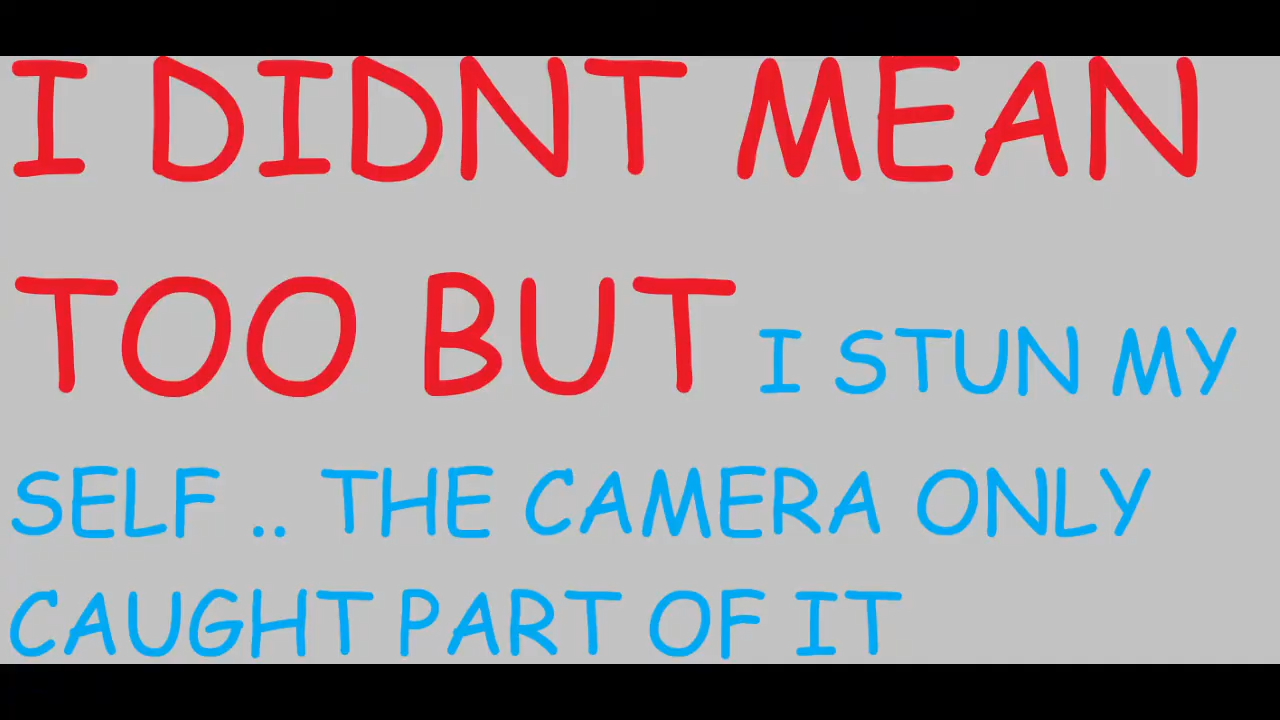 I DIDNT MEAN
TOO BUT I STUN MY
SELF .. THE CAMERA ONLY
CAUGHT PART OF IT